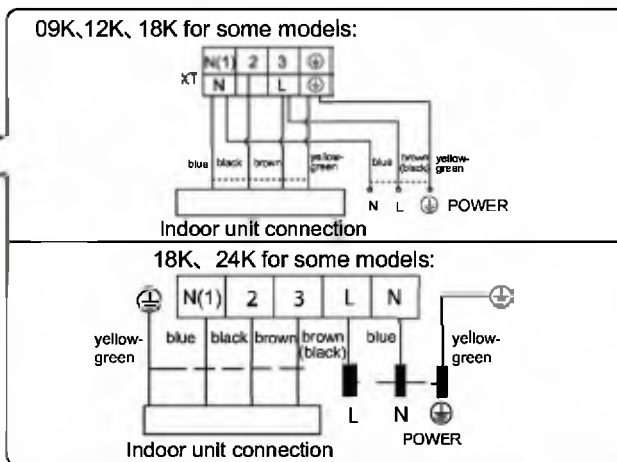 09K、12K、18K for some models:
N(1) 2 3
XT N L
blue black brown yellow-green blue brown (black) yellow-green
N L POWER
Indoor unit connection
18K、24K for some models:
N(1) 2 3 L N
yellow-green blue black brown brown (black) blue yellow-green
L N
POWER
Indoor unit connection